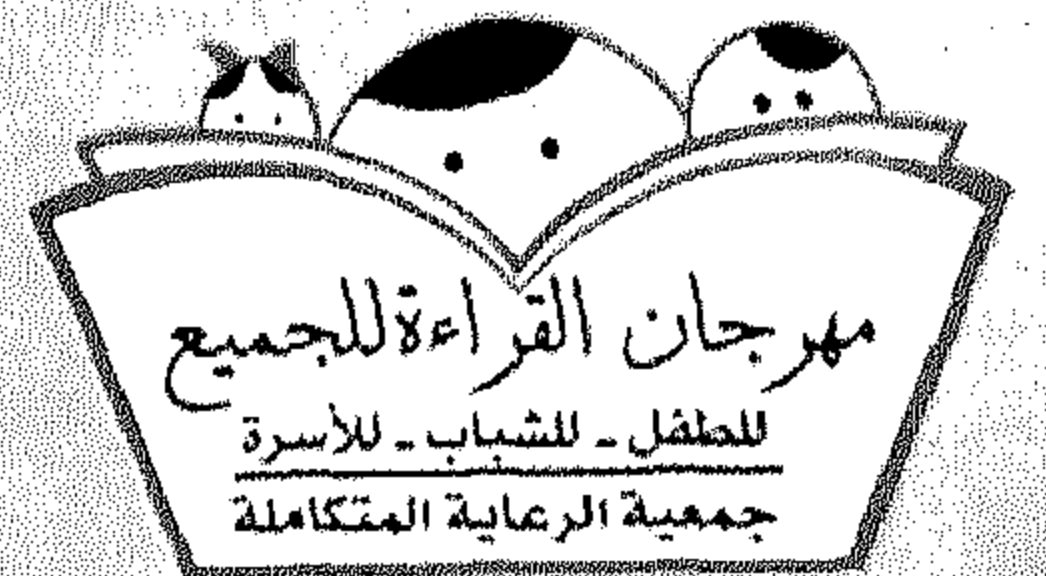 مهرجان القراءة للجميع
للطفل - للشباب - للأسرة
جمعية الرعاية المتكاملة